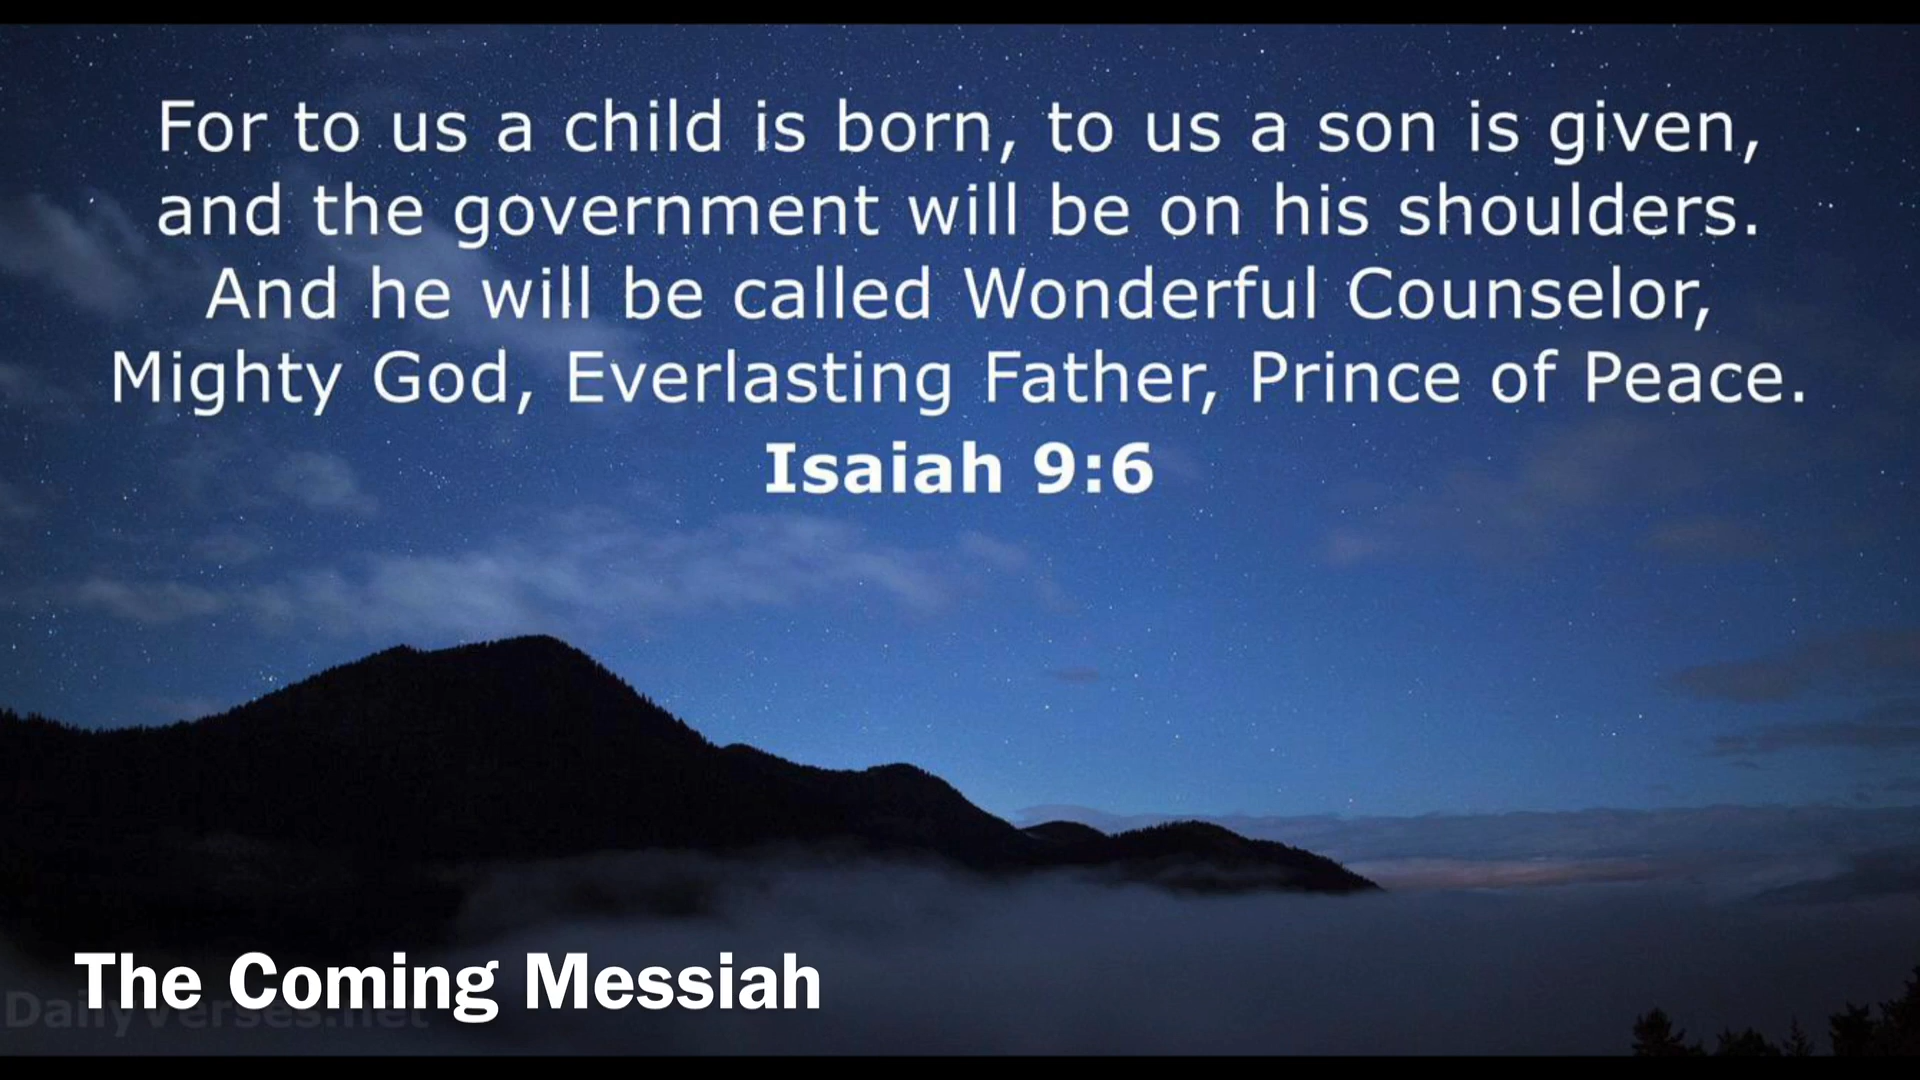 For to us a child is born, to us a son is given,
and the government will be on his shoulders.
And he will be called Wonderful Counselor,
Mighty God, Everlasting Father, Prince of Peace.
Isaiah 9:6
The Coming Messiah
DailyVerses.net